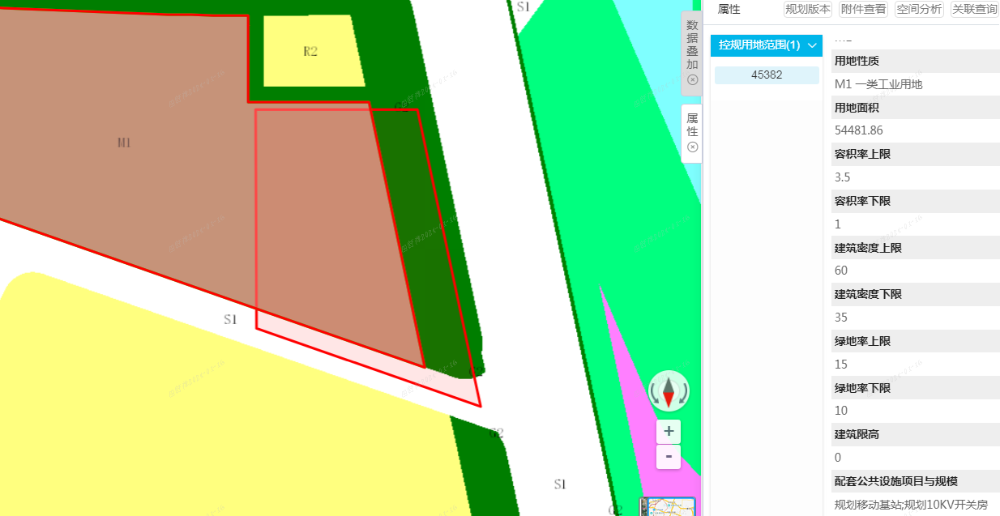 S1
R2
M1
S1
G2
S1
G2
数据叠加
属性
属性
规划版本
附件查看
空间分析
关联查询
控规用地范围(1)
45382
用地性质
M1 一类工业用地
用地面积
54481.86
容积率上限
3.5
容积率下限
1
建筑密度上限
60
建筑密度下限
35
绿地率上限
15
绿地率下限
10
建筑限高
0
配套公共设施项目与规模
规划移动基站;规划10KV开关房
+
-